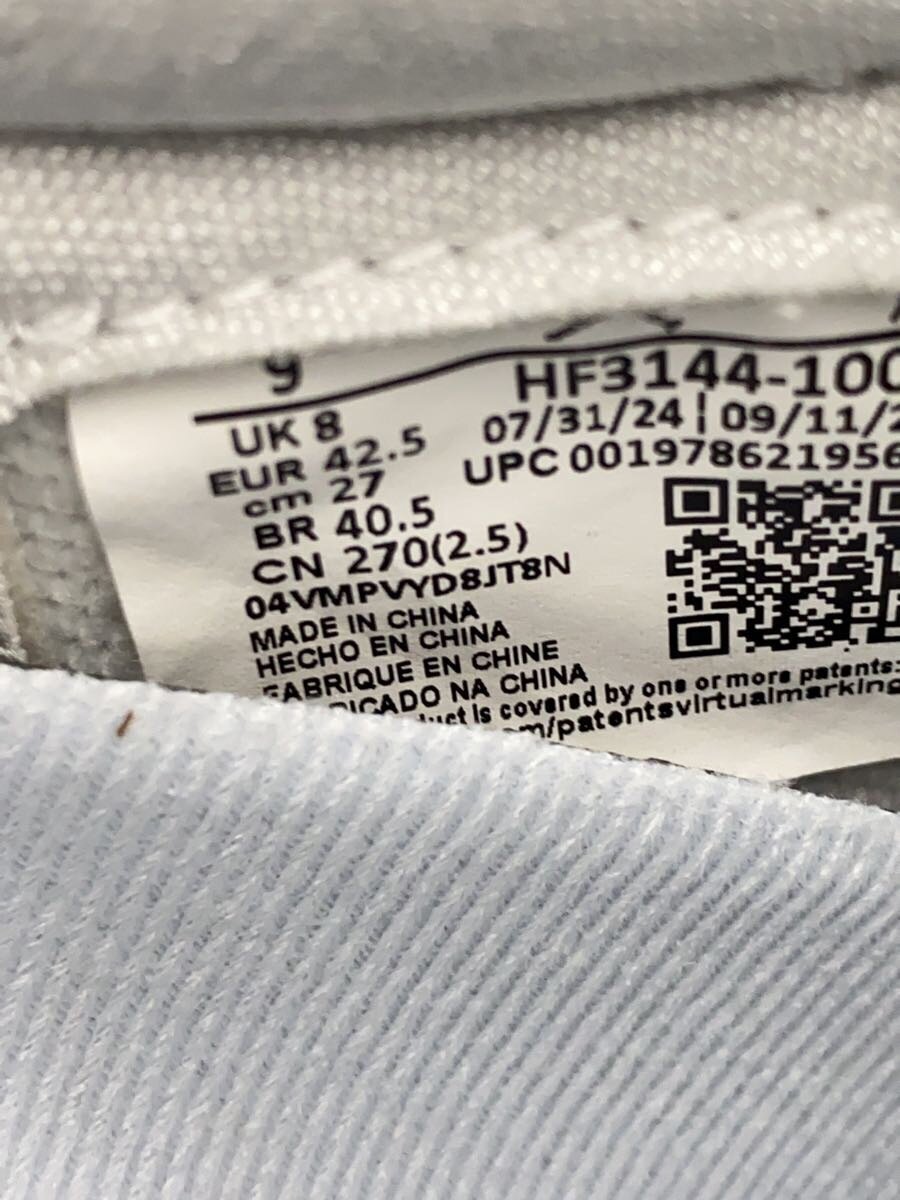 9
UK 8
EUR 42.5
cm 27
BR 40.5
CN 270(2.5)
04VMPVYD8JT8N
MADE IN CHINA
HECHO EN CHINA
FABRIQUE EN CHINE
NA CHINA
HF3144-100
07/31/24 | 09/11/2
UPC 001978621956
is covered by one or more patents:
m/patentsvirtualmarking